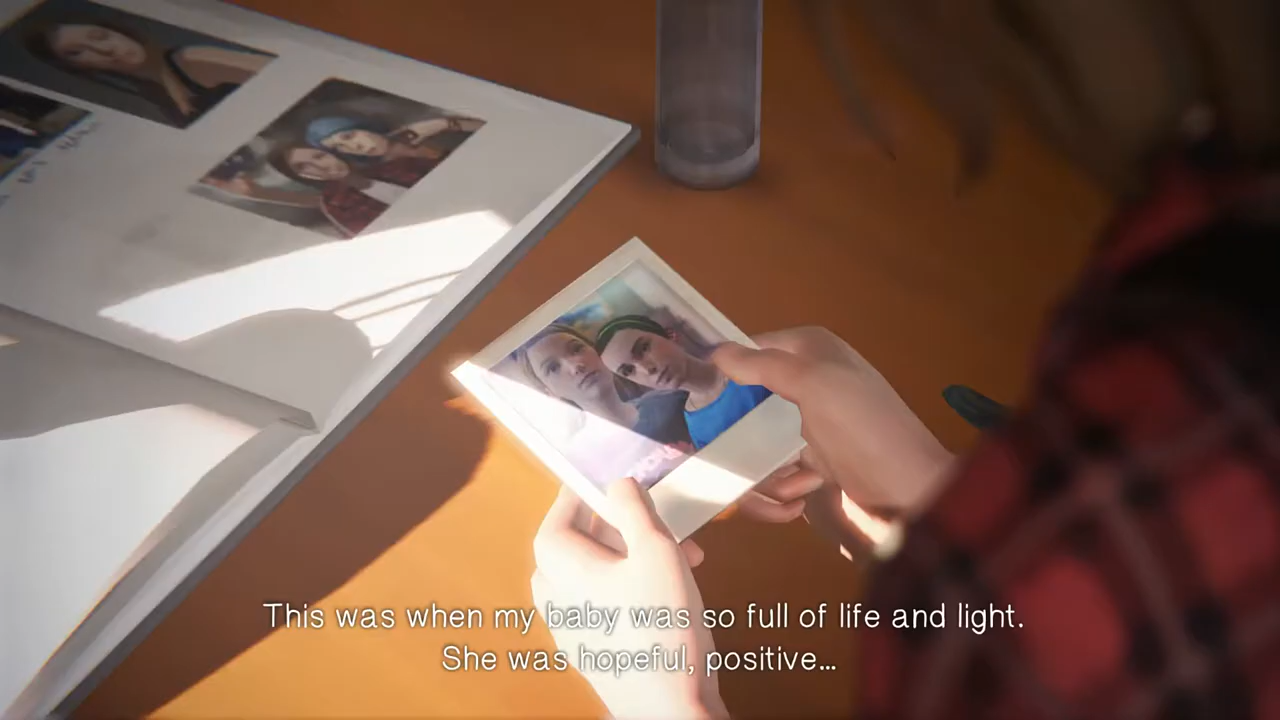 This was when my baby was so full of life and light.
She was hopeful, positive...